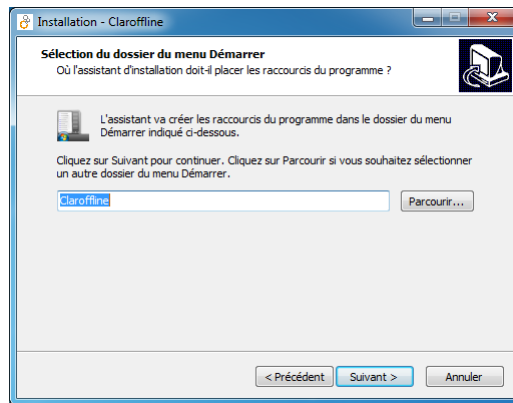 Installation - Claroffline
Sélection du dossier du menu Démarrer
Où l'assistant d'installation doit-il placer les raccourcis du programme ?
L'assistant va créer les raccourcis du programme dans le dossier du menu
Démarrer indiqué ci-dessous.
Cliquez sur Suivant pour continuer. Cliquez sur Parcourir si vous souhaitez sélectionner
un autre dossier du menu Démarrer.
Claroffline
Parcourir...
< Précédent
Suivant >
Annuler